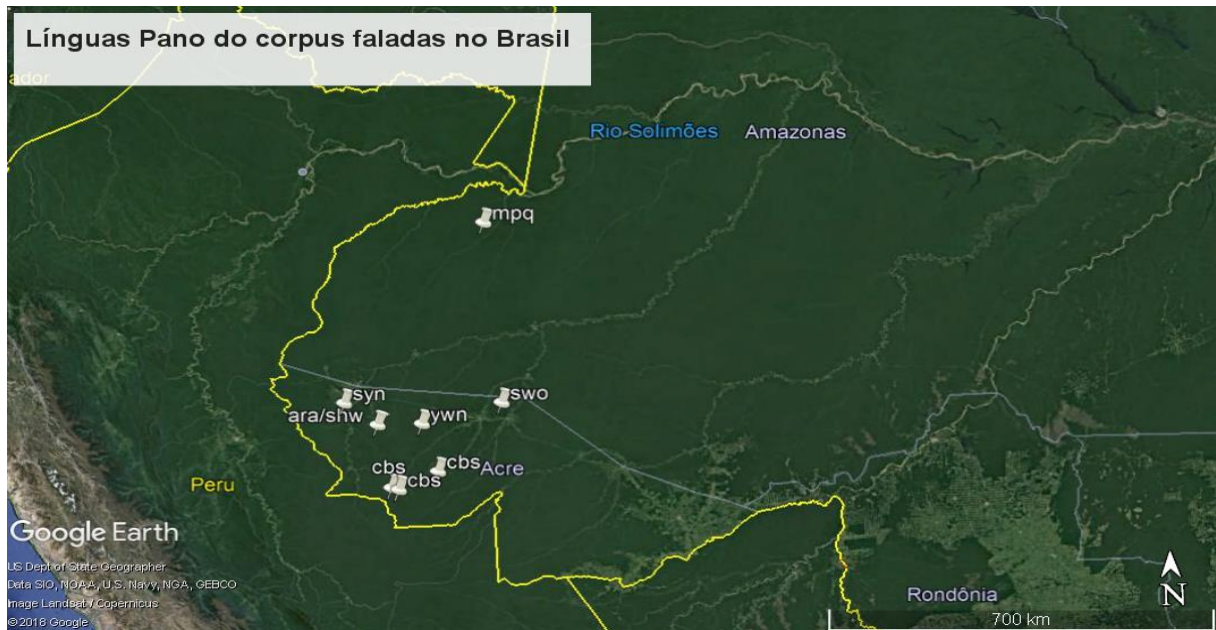 Línguas Pano do corpus faladas no Brasil
ador
Rio Solimões
Amazonas
mpq
syn
swo
ara/shw
ywn
cbs
cbs
cbs
Acre
Peru
Google Earth
US Dept of State Geographer
Data SIO, NOAA, U.S. Navy, NGA, GEBCO
Image Landsat / Copernicus
© 2018 Google
Rondônia
700 km
N